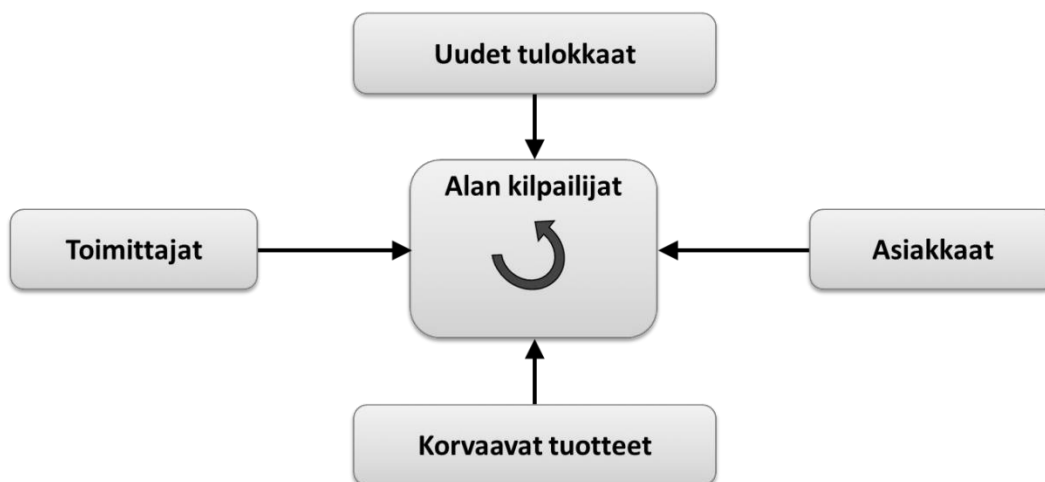 Uudet tulokkaat
Alan kilpailijat
Toimittajat
Asiakkaat
Korvaavat tuotteet